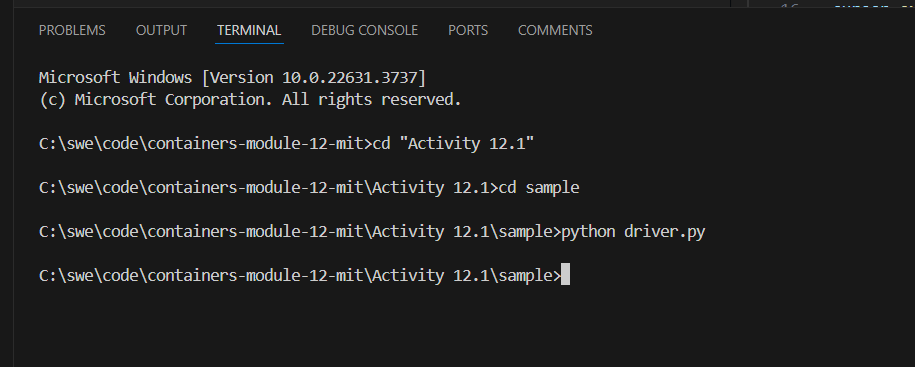 PROBLEMS OUTPUT TERMINAL DEBUG CONSOLE PORTS COMMENTS
Microsoft Windows [Version 10.0.22631.3737]
(c) Microsoft Corporation. All rights reserved.
C:\swe\code\containers-module-12-mit>cd "Activity 12.1"
C:\swe\code\containers-module-12-mit\Activity 12.1>cd sample
C:\swe\code\containers-module-12-mit\Activity 12.1\sample>python driver.py
C:\swe\code\containers-module-12-mit\Activity 12.1\sample>